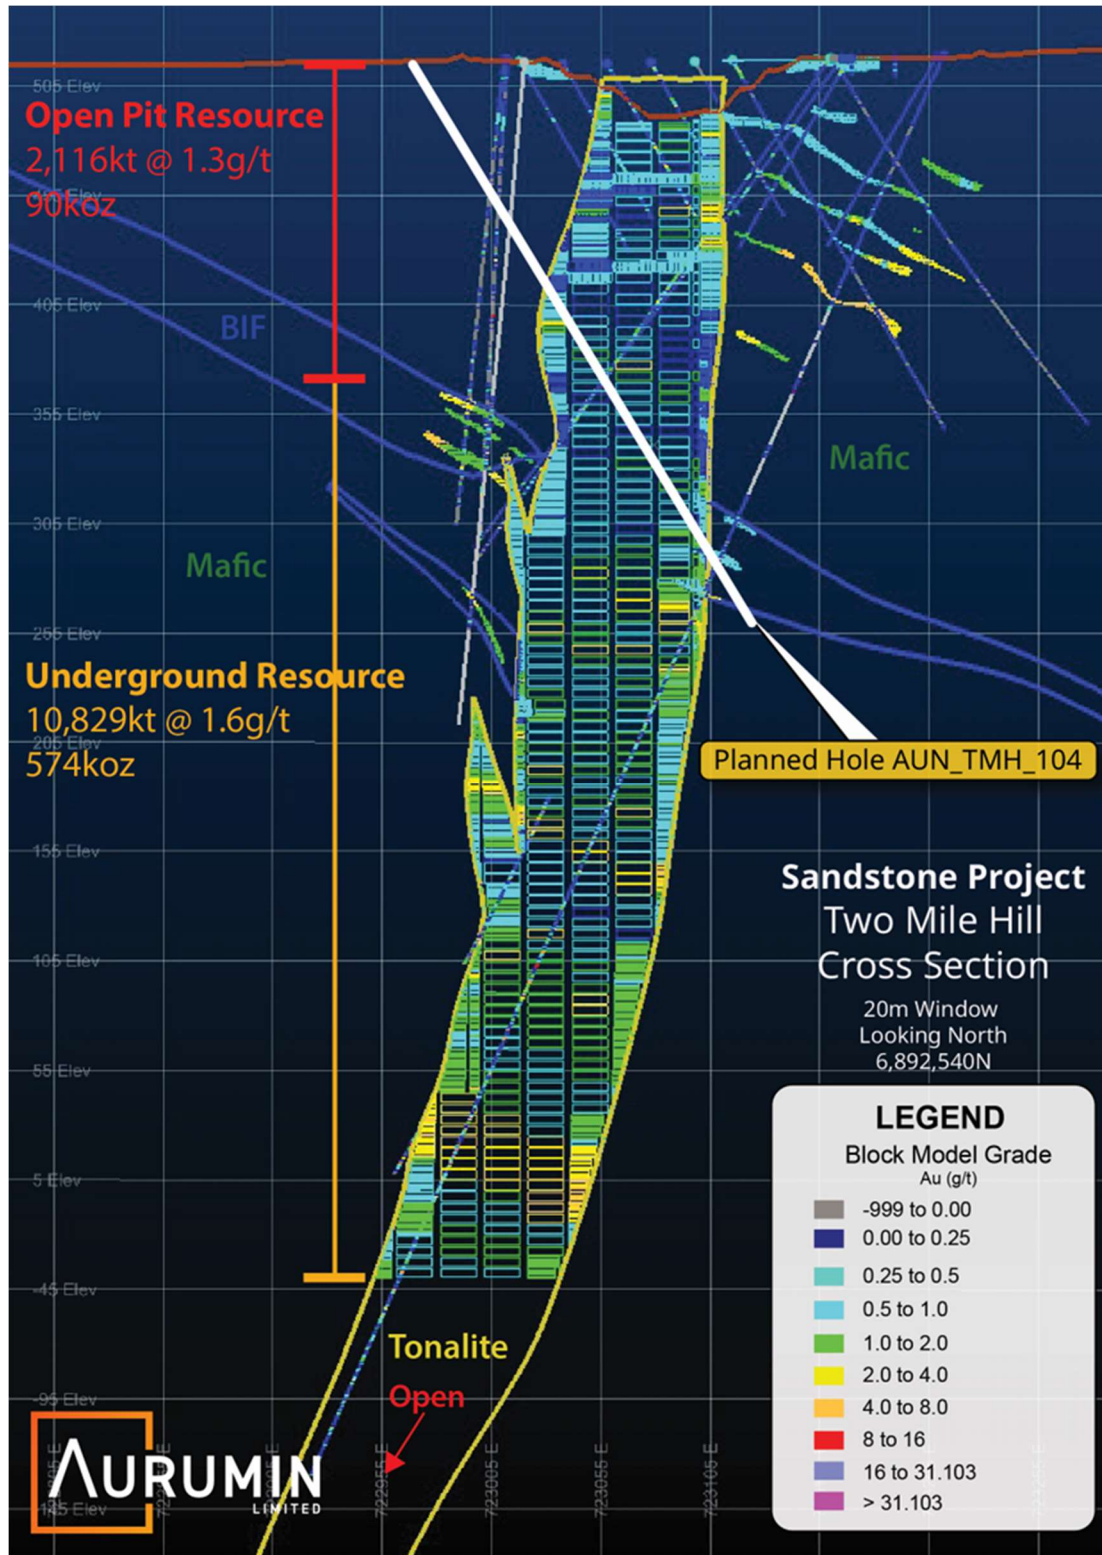 505 Elev
Open Pit Resource
2,116kt @ 1.3g/t
90koz
405 Elev
BIF
355 Elev
Mafic
305 Elev
Mafic
255 Elev
Underground Resource
10,829kt @ 1.6g/t
574koz
205 Elev
Planned Hole AUN_TMH_104
155 Elev
Sandstone Project
Two Mile Hill
Cross Section
105 Elev
20m Window
Looking North
6,892,540N
55 Elev
5 Elev
-45 Elev
Tonalite
Open
-95 Elev
722955 E
723005 E
723055 E
723105 E
AURUMIN
LIMITED
LEGEND
Block Model Grade
Au (g/t)
-999 to 0.00
0.00 to 0.25
0.25 to 0.5
0.5 to 1.0
1.0 to 2.0
2.0 to 4.0
4.0 to 8.0
8 to 16
16 to 31.103
> 31.103